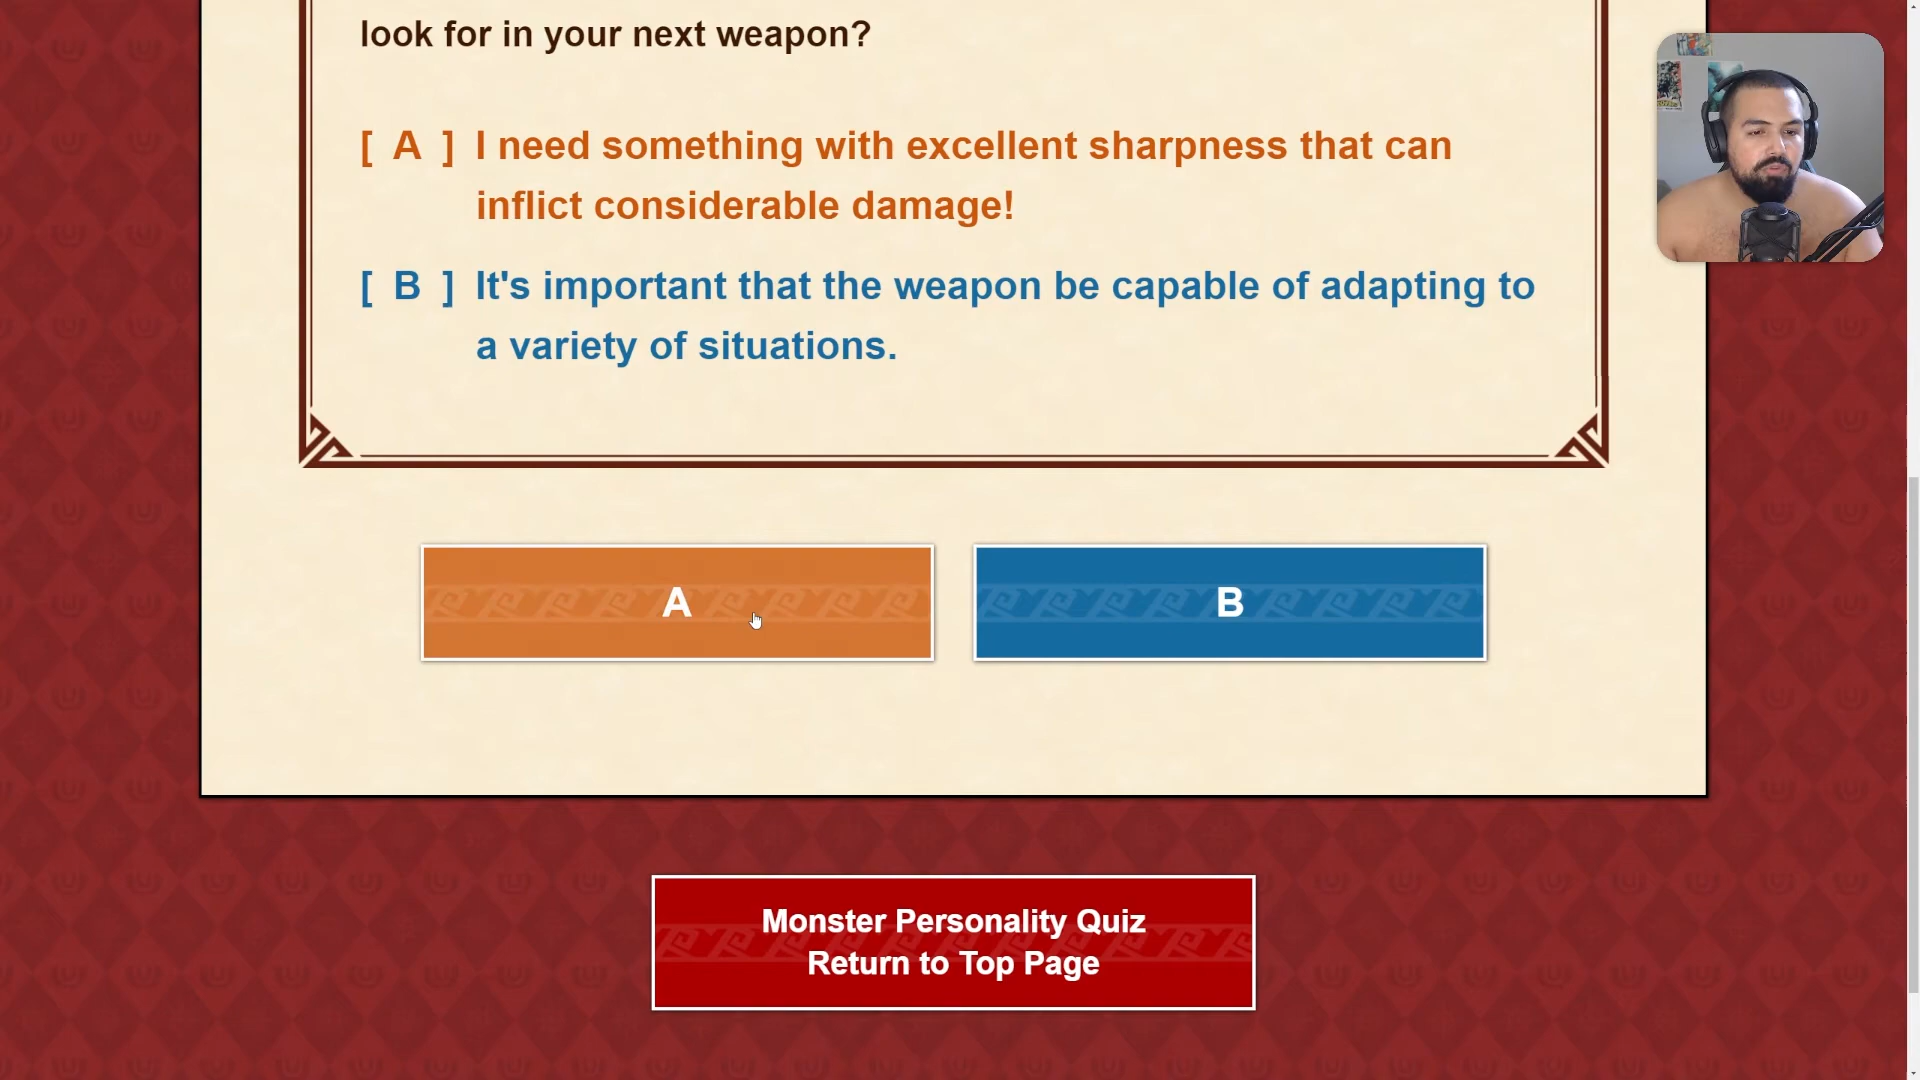 look for in your next weapon?
[ A ] I need something with excellent sharpness that can
inflict considerable damage!
[ B ] It's important that the weapon be capable of adapting to
a variety of situations.
A
B
Monster Personality Quiz
Return to Top Page